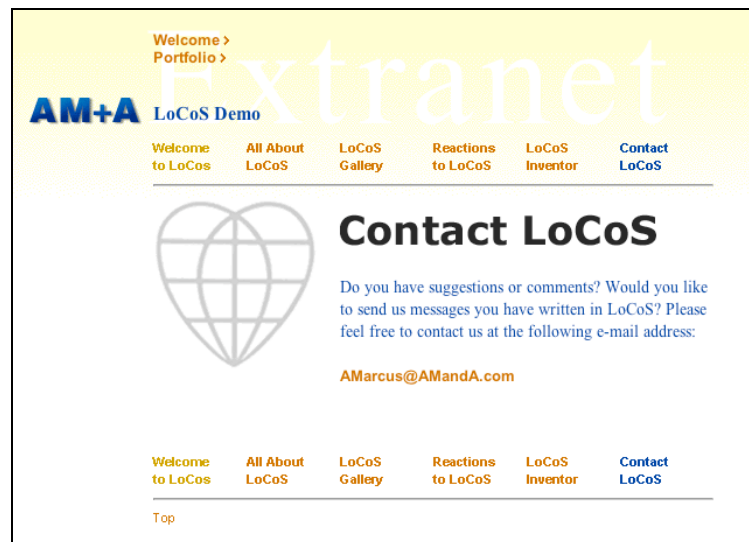 Extranet
Welcome >
Portfolio >
AM+A
LoCoS Demo
Welcome to LoCos
All About LoCoS
LoCoS Gallery
Reactions to LoCoS
LoCoS Inventor
Contact LoCoS
Contact LoCoS
Do you have suggestions or comments? Would you like
to send us messages you have written in LoCoS? Please
feel free to contact us at the following e-mail address:
AMarcus@AMandA.com
Welcome to LoCos
All About LoCoS
LoCoS Gallery
Reactions to LoCoS
LoCoS Inventor
Contact LoCoS
Top